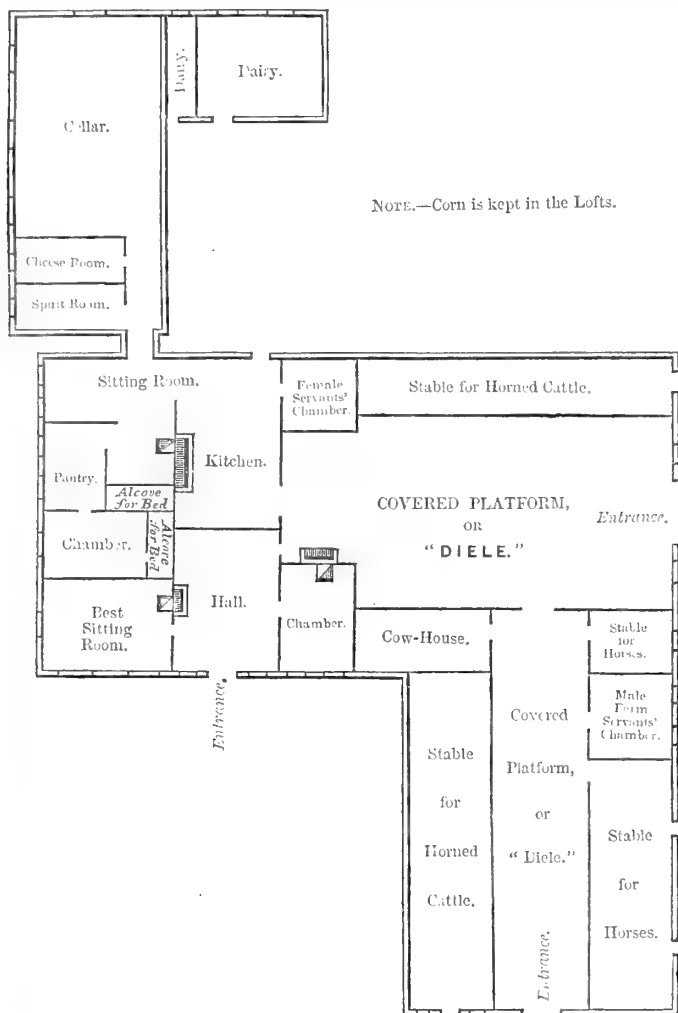 Dairy.
Dairy.
Cellar.
NOTE.—Corn is kept in the Lofts.
Cheese Room.
Spirit Room.
Sitting Room.
Female
Servants'
Chamber.
Stable for Horned Cattle.
Pantry.
Kitchen.
Alcove
for Bed
COVERED PLATFORM,
OR
"DIELE."
Entrance.
Chamber.
Alcove
for Bed
Best
Sitting
Room.
Hall.
Chamber.
Cow-House.
Stable
for
Horses.
Entrance.
Male
Farm
Servants'
Chamber.
Covered
Platform,
or
"Diele."
Stable
for
Horned
Cattle.
Stable
for
Horses.
Entrance.